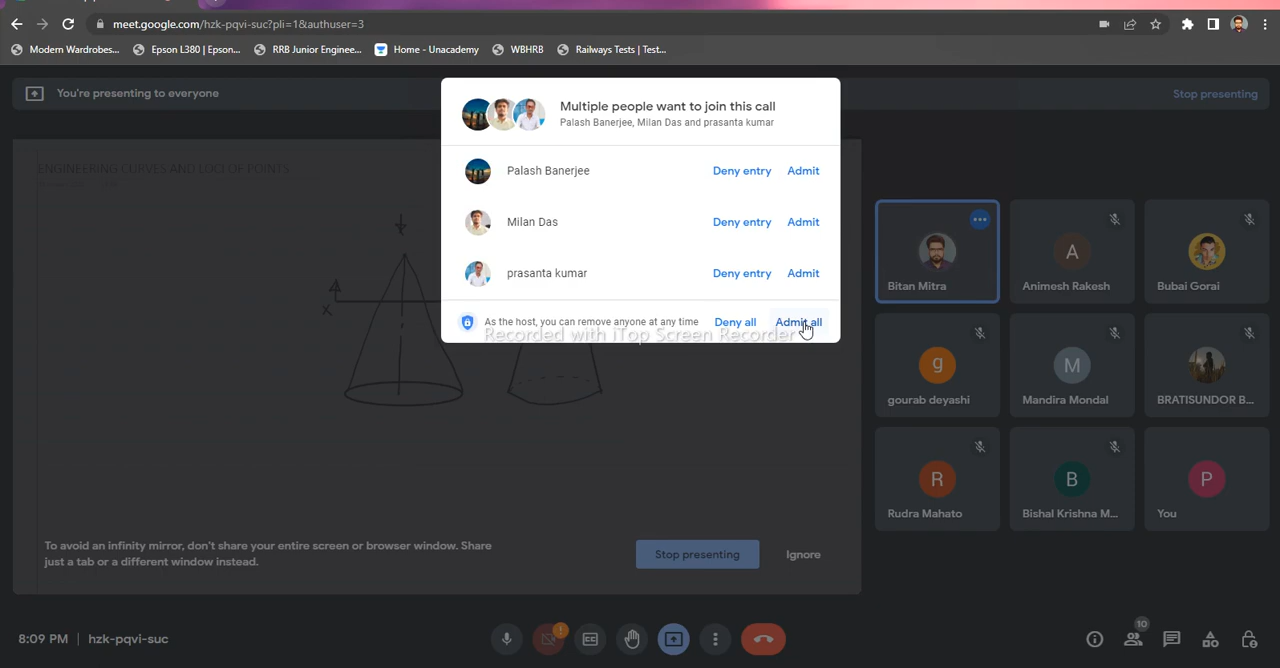 meet.google.com/hzk-pqvi-suc?pli=1&authuser=3
Modern Wardrobes... Epson L380 | Epson... RRB Junior Enginee... Home - Unacademy WBHRB Railways Tests | Test...
You're presenting to everyone
Stop presenting
Multiple people want to join this call
Palash Banerjee, Milan Das and prasanta kumar
Palash Banerjee Deny entry Admit
Milan Das Deny entry Admit
prasanta kumar Deny entry Admit
As the host, you can remove anyone at any time Deny all Admit all
Recorded with iTop Screen Recorder
ENGINEERING CURVES AND LOCI OF POINTS
X
Bitan Mitra
A
Animesh Rakesh
Bubai Gorai
g
gourab deyashi
M
Mandira Mondal
BRATISUNDOR B...
R
Rudra Mahato
B
Bishal Krishna M...
P
You
To avoid an infinity mirror, don't share your entire screen or browser window. Share
just a tab or a different window instead.
Stop presenting Ignore
8:09 PM | hzk-pqvi-suc
10